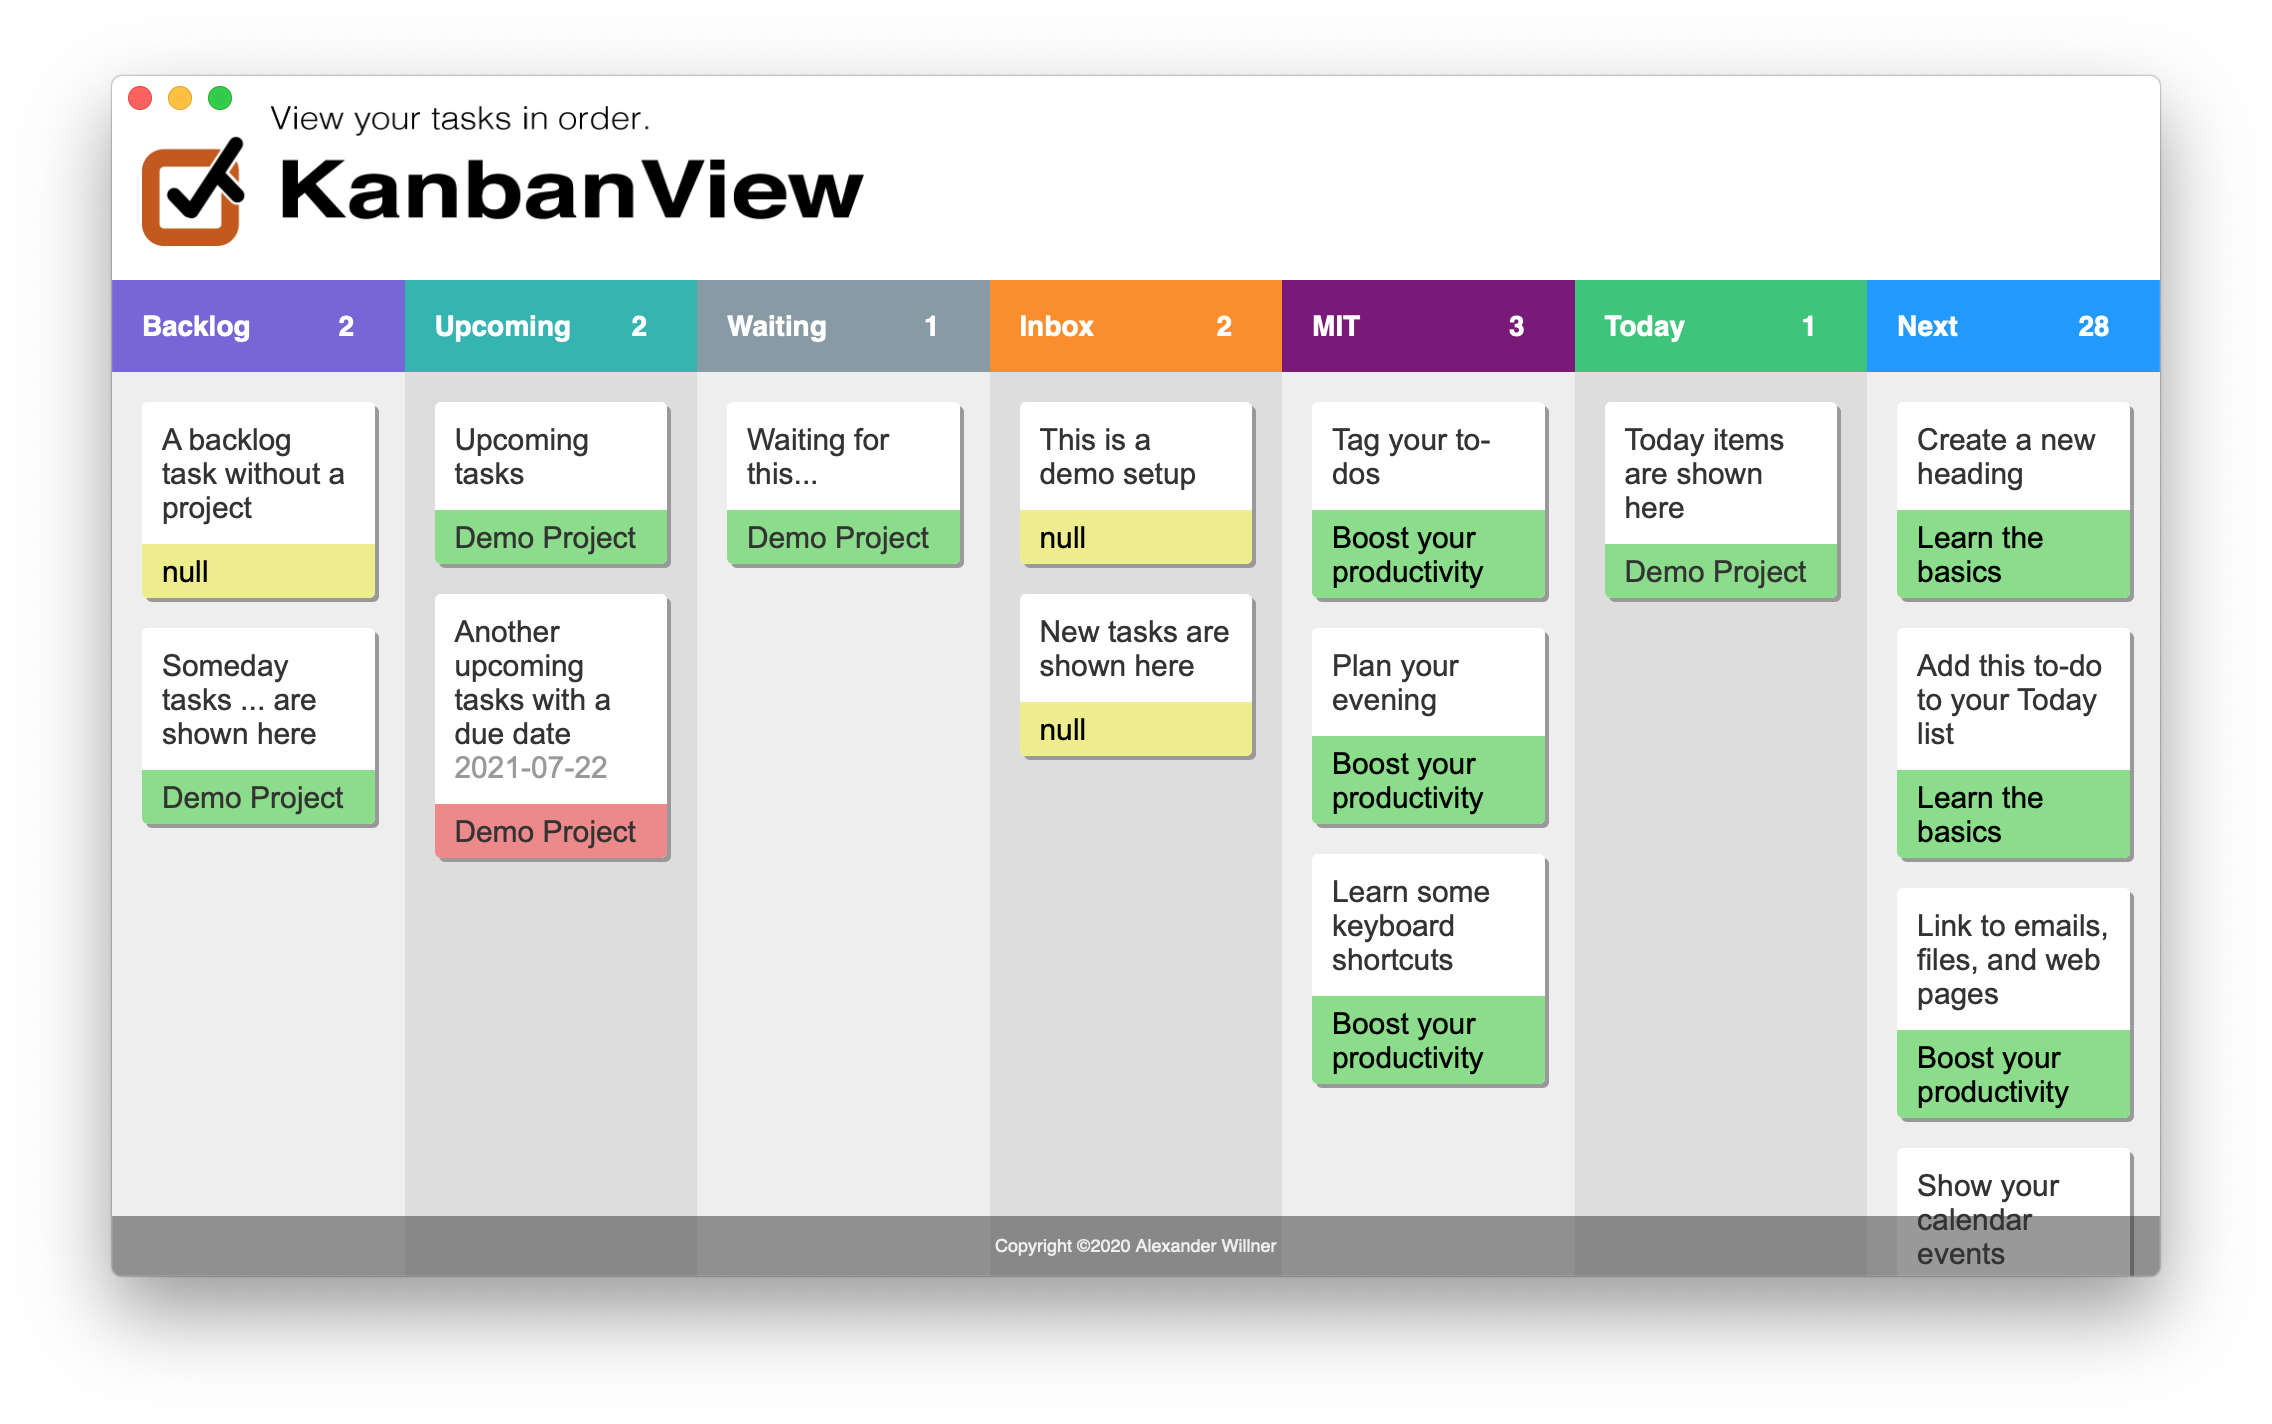 View your tasks in order.
KanbanView
Backlog 2
Upcoming 2
Waiting 1
Inbox 2
MIT 3
Today 1
Next 28
A backlog
task without a
project
null
Someday
tasks ... are
shown here
Demo Project
Upcoming
tasks
Demo Project
Another
upcoming
tasks with a
due date
2021-07-22
Demo Project
Waiting for
this...
Demo Project
This is a
demo setup
null
New tasks are
shown here
null
Tag your to-
dos
Boost your
productivity
Plan your
evening
Boost your
productivity
Learn some
keyboard
shortcuts
Boost your
productivity
Today items
are shown
here
Demo Project
Create a new
heading
Learn the
basics
Add this to-do
to your Today
list
Learn the
basics
Link to emails,
files, and web
pages
Boost your
productivity
Show your
calendar
events
Copyright ©2020 Alexander Willner